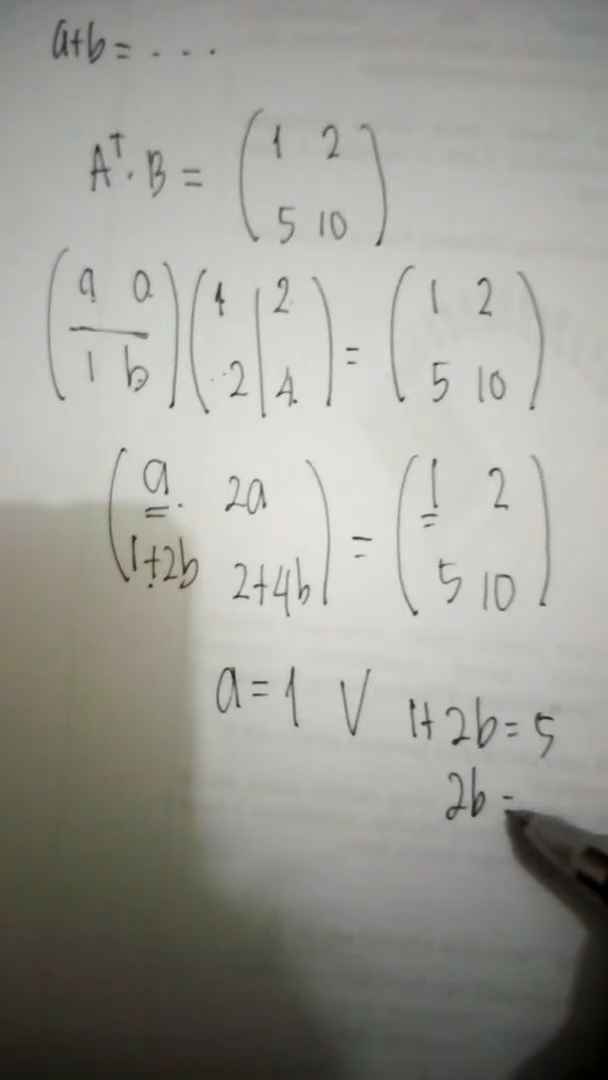 a+b = ...
Aᵀ . B = ( 1 2
5 10 )
( a 0 ) ( 1 | 2 ) = ( 1 2 )
( 1 b ) ( 2 | 4 ) ( 5 10 )
( a 2a ) = ( 1 2 )
( 1+2b 2+4b ) ( 5 10 )
a = 1 V 1+2b = 5
2b =